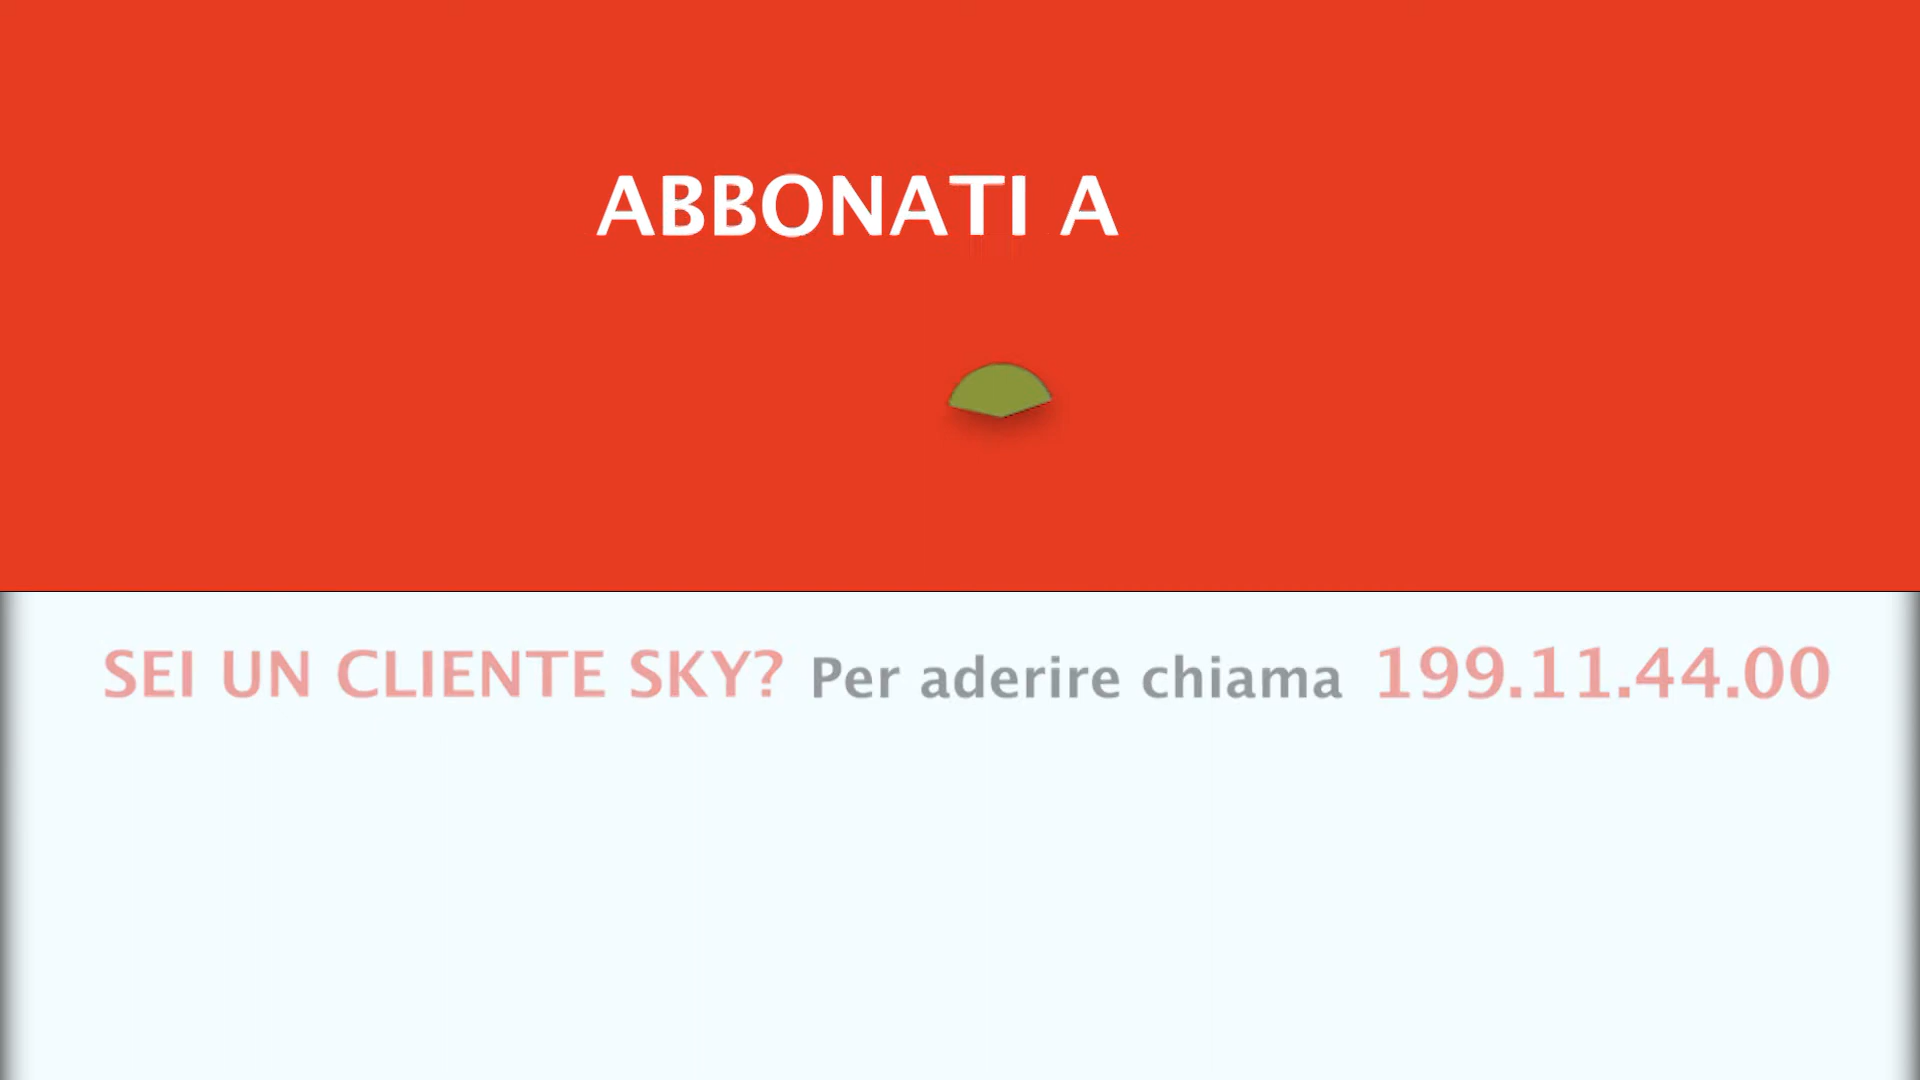 ABBONATI A
SEI UN CLIENTE SKY? Per aderire chiama 199.11.44.00